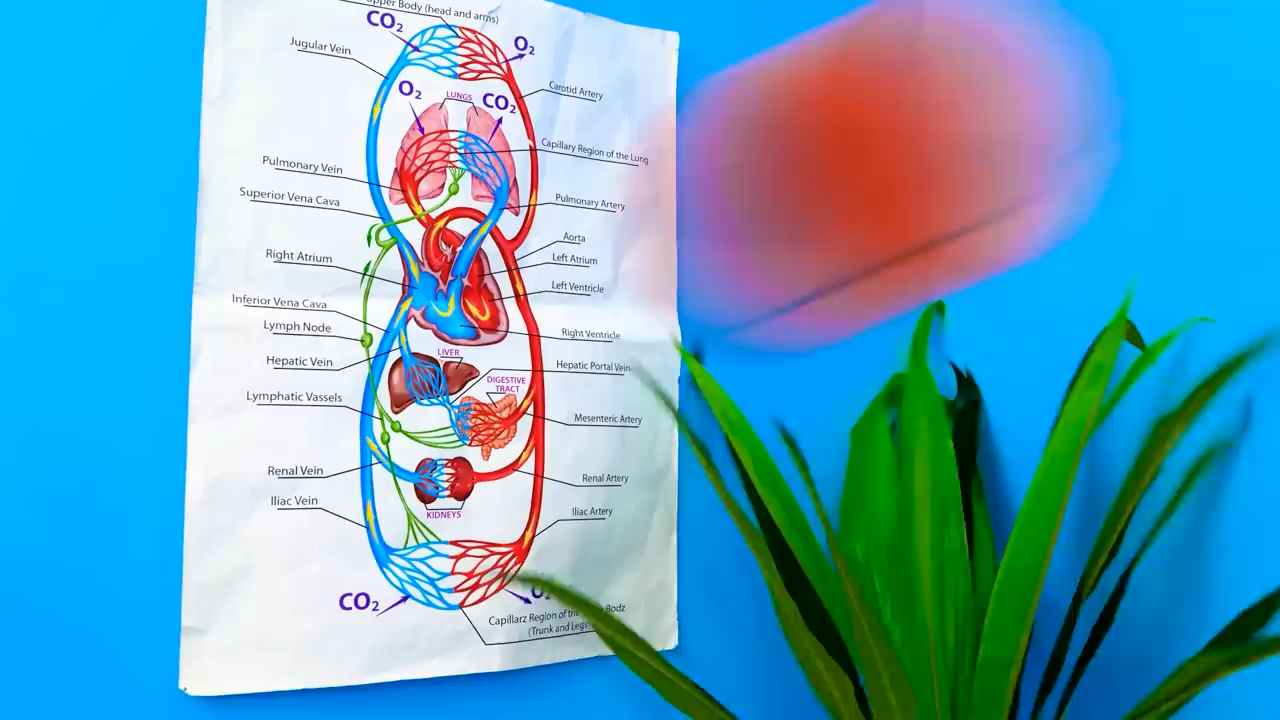 Upper Body (head and arms)
CO2
O2
Jugular Vein
Carotid Artery
O2
LUNGS
CO2
Capillary Region of the Lung
Pulmonary Vein
Superior Vena Cava
Pulmonary Artery
Aorta
Right Atrium
Left Atrium
Left Ventricle
Inferior Vena Cava
Lymph Node
Right Ventricle
Hepatic Vein
LIVER
Hepatic Portal Vein
DIGESTIVE
TRACT
Lymphatic Vessels
Mesenteric Artery
Renal Vein
Renal Artery
Iliac Vein
KIDNEYS
Iliac Artery
CO2
O2
Capillarz Region of the Bodz
(Trunk and Legs